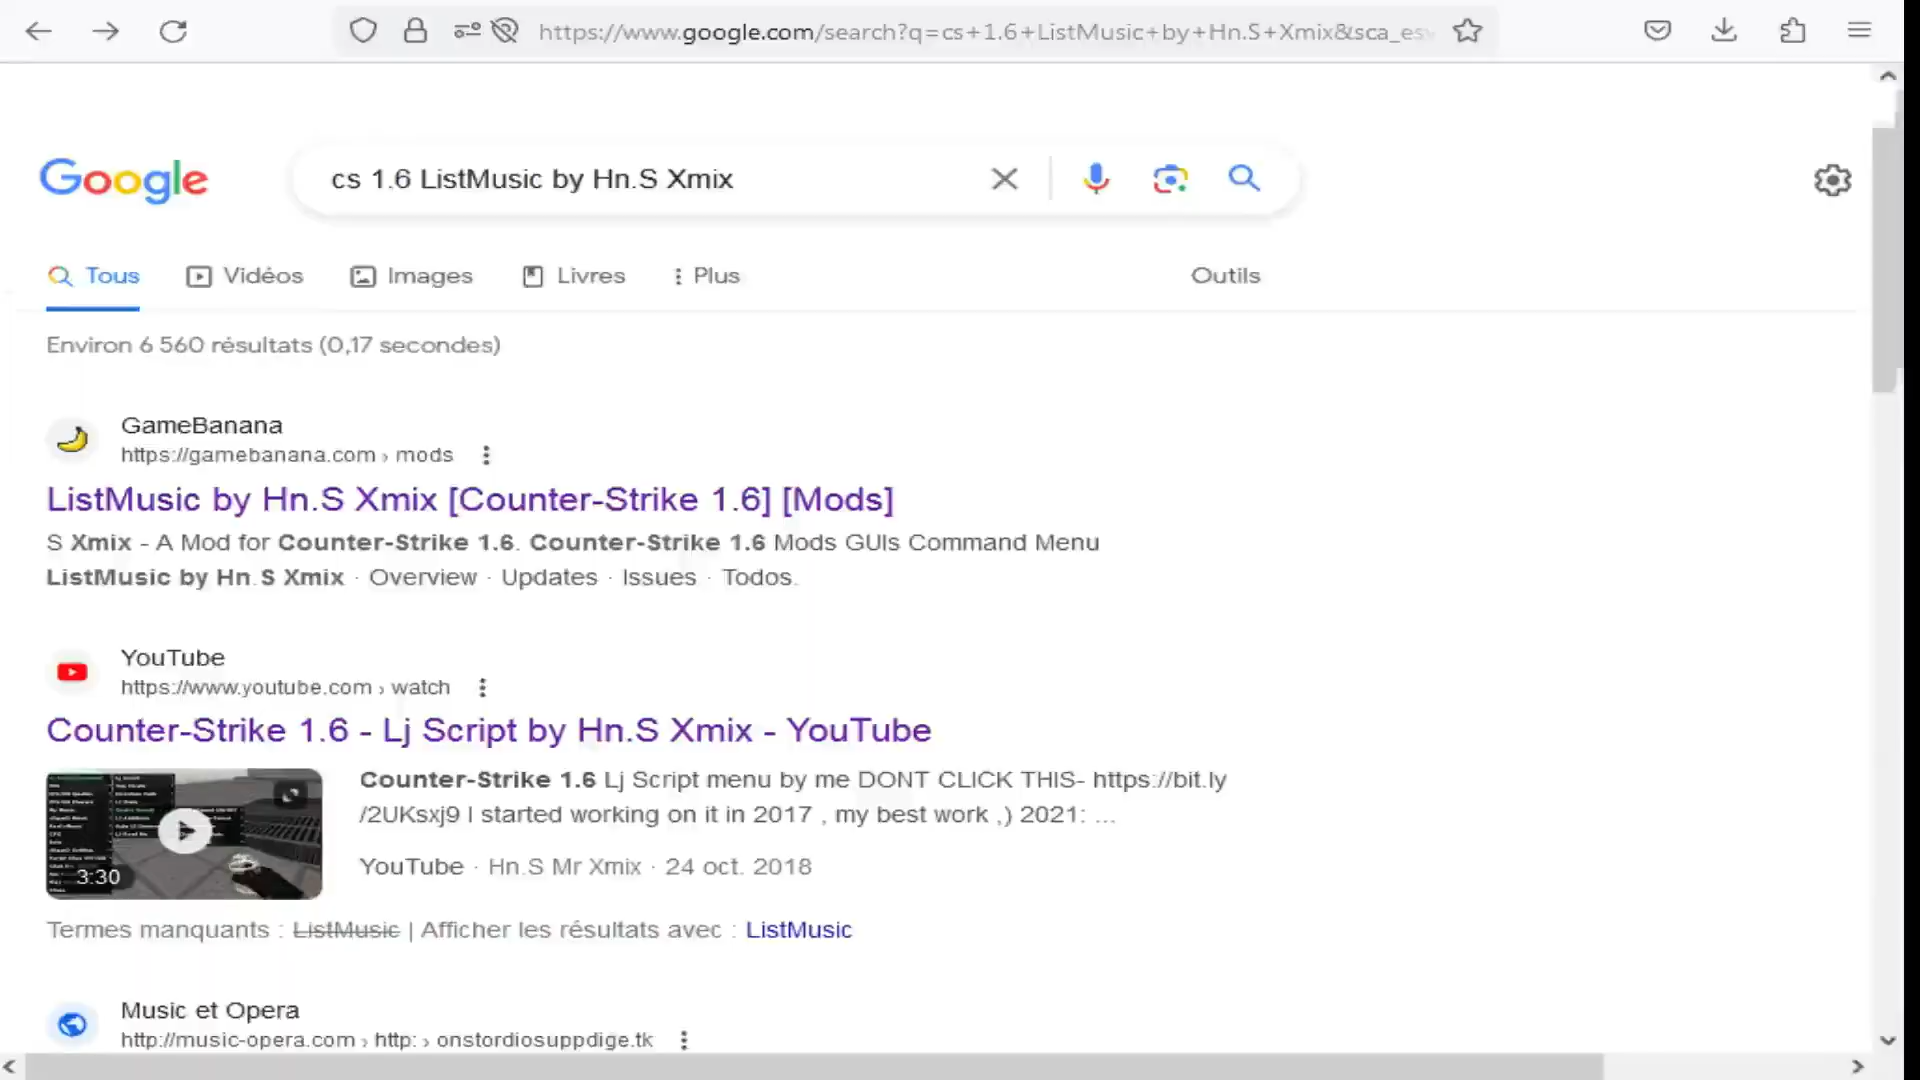 https://www.google.com/search?q=cs+1.6+ListMusic+by+Hn.S+Xmix&sca_es
Google
cs 1.6 ListMusic by Hn.S Xmix
Tous Vidéos Images Livres Plus Outils
Environ 6 560 résultats (0,17 secondes)
GameBanana
https://gamebanana.com › mods
ListMusic by Hn.S Xmix [Counter-Strike 1.6] [Mods]
S Xmix - A Mod for Counter-Strike 1.6. Counter-Strike 1.6 Mods GUIs Command Menu
ListMusic by Hn.S Xmix · Overview · Updates · Issues · Todos.
YouTube
https://www.youtube.com › watch
Counter-Strike 1.6 - Lj Script by Hn.S Xmix - YouTube
Counter-Strike 1.6 Lj Script menu by me DONT CLICK THIS- https://bit.ly
/2UKsxj9 I started working on it in 2017 , my best work ,) 2021: ...
3:30
YouTube · Hn.S Mr Xmix · 24 oct. 2018
Termes manquants : ListMusic | Afficher les résultats avec : ListMusic
Music et Opera
http://music-opera.com › http: › onstordiosuppdige.tk